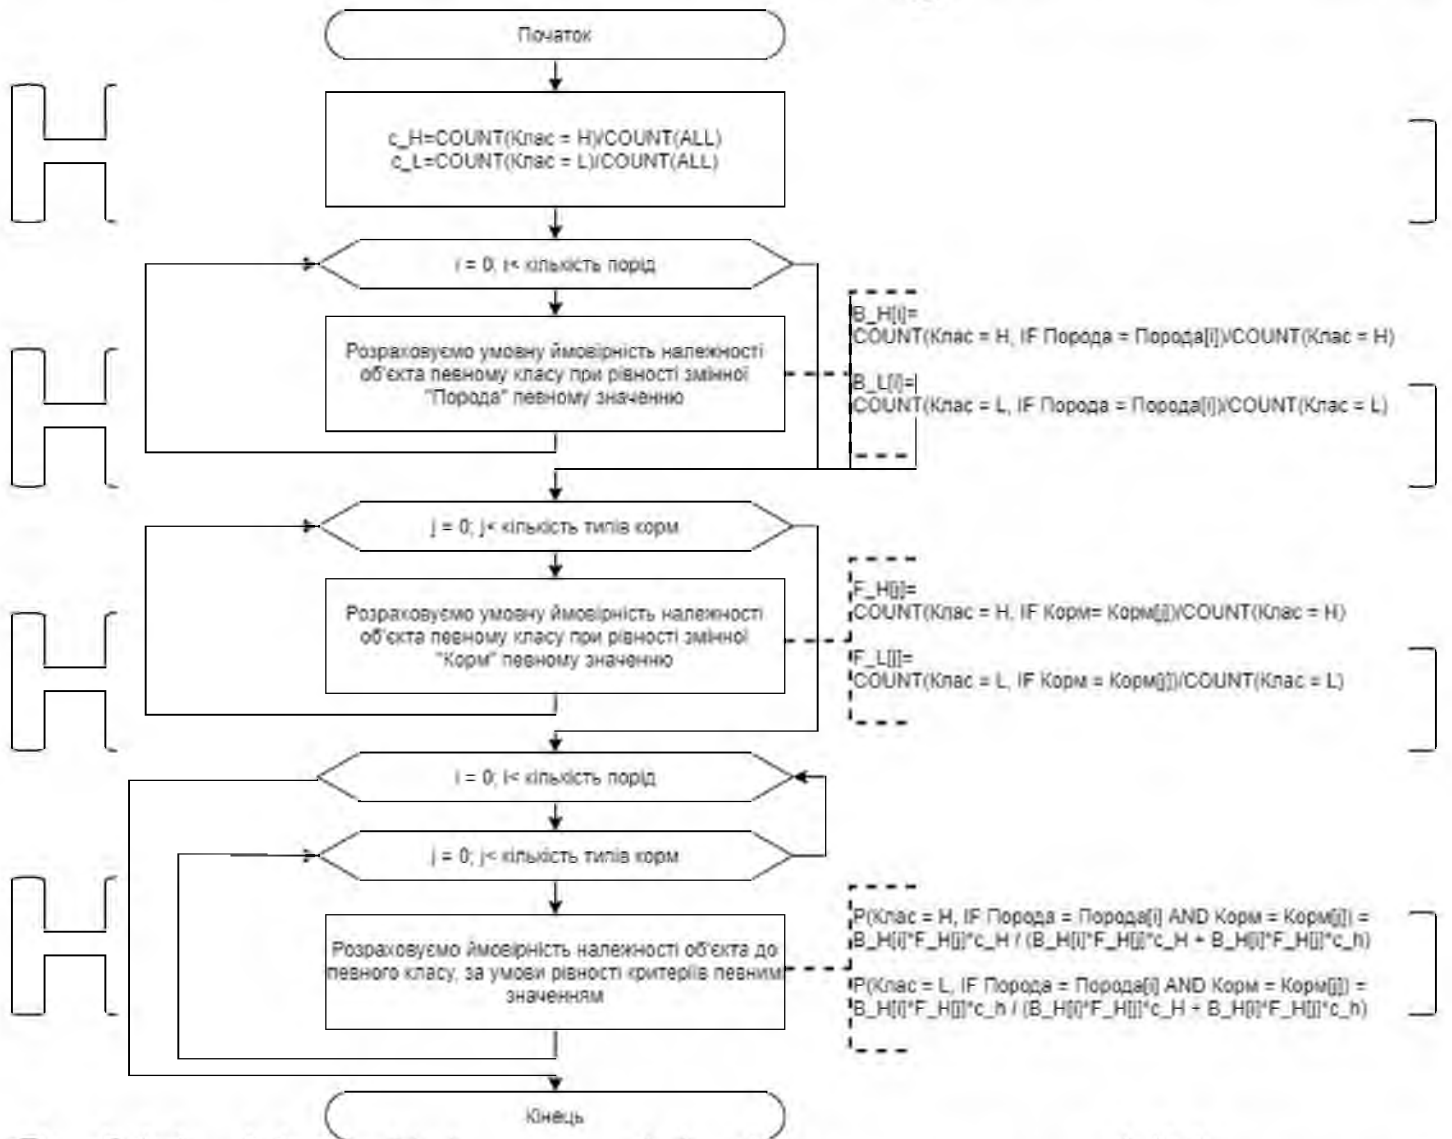 Початок
c_H=COUNT(Клас = H)/COUNT(ALL)
c_L=COUNT(Клас = L)/COUNT(ALL)
i = 0; i< кількість порід
Розраховуємо умовну ймовірність належності
об'єкта певному класу при рівності змінної
"Порода" певному значенню
B_H[i]=
COUNT(Клас = H, IF Порода = Порода[i])/COUNT(Клас = H)
B_L[i]=
COUNT(Клас = L, IF Порода = Порода[i])/COUNT(Клас = L)
j = 0; j< кількість типів корм
Розраховуємо умовну ймовірність належності
об'єкта певному класу при рівності змінної
"Корм" певному значенню
F_H[j]=
COUNT(Клас = H, IF Корм= Корм[j])/COUNT(Клас = H)
F_L[j]=
COUNT(Клас = L, IF Корм = Корм[j])/COUNT(Клас = L)
i = 0; i< кількість порід
j = 0; j< кількість типів корм
Розраховуємо ймовірність належності об'єкта до
певного класу, за умови рівності критеріїв певним
значенням
P(Клас = H, IF Порода = Порода[i] AND Корм = Корм[j]) =
B_H[i]*F_H[j]*c_H / (B_H[i]*F_H[j]*c_H + B_H[i]*F_H[j]*c_h)
P(Клас = L, IF Порода = Порода[i] AND Корм = Корм[j]) =
B_H[i]*F_H[j]*c_h / (B_H[i]*F_H[j]*c_H + B_H[i]*F_H[j]*c_h)
Кінець